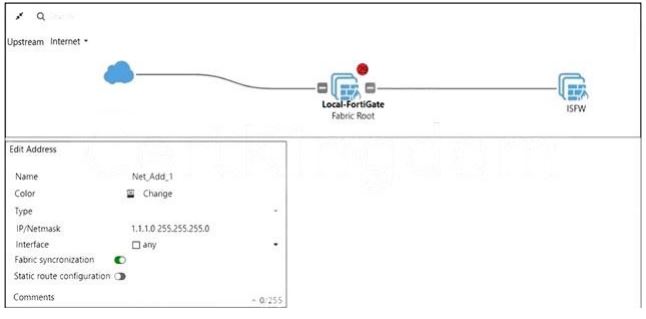 Search
Upstream Internet
Local-FortiGate
Fabric Root
ISFW
Edit Address
Name Net_Add_1
Color Change
Type
IP/Netmask 1.1.1.0 255.255.255.0
Interface any
Fabric syncronization
Static route configuration
Comments 0/255
CertKingdom